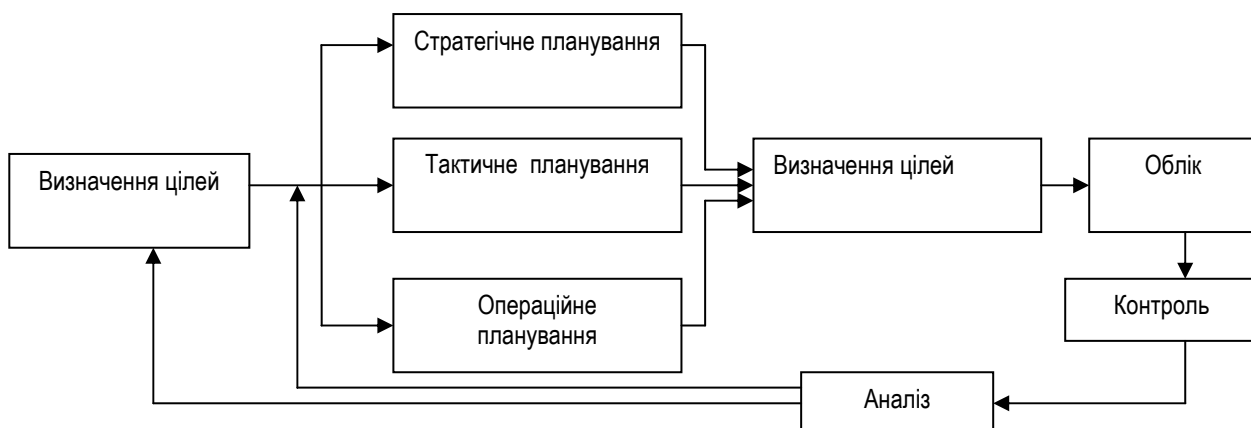 Стратегічне планування
Тактичне планування
Визначення цілей
Визначення цілей
Облік
Операційне
планування
Контроль
Аналіз